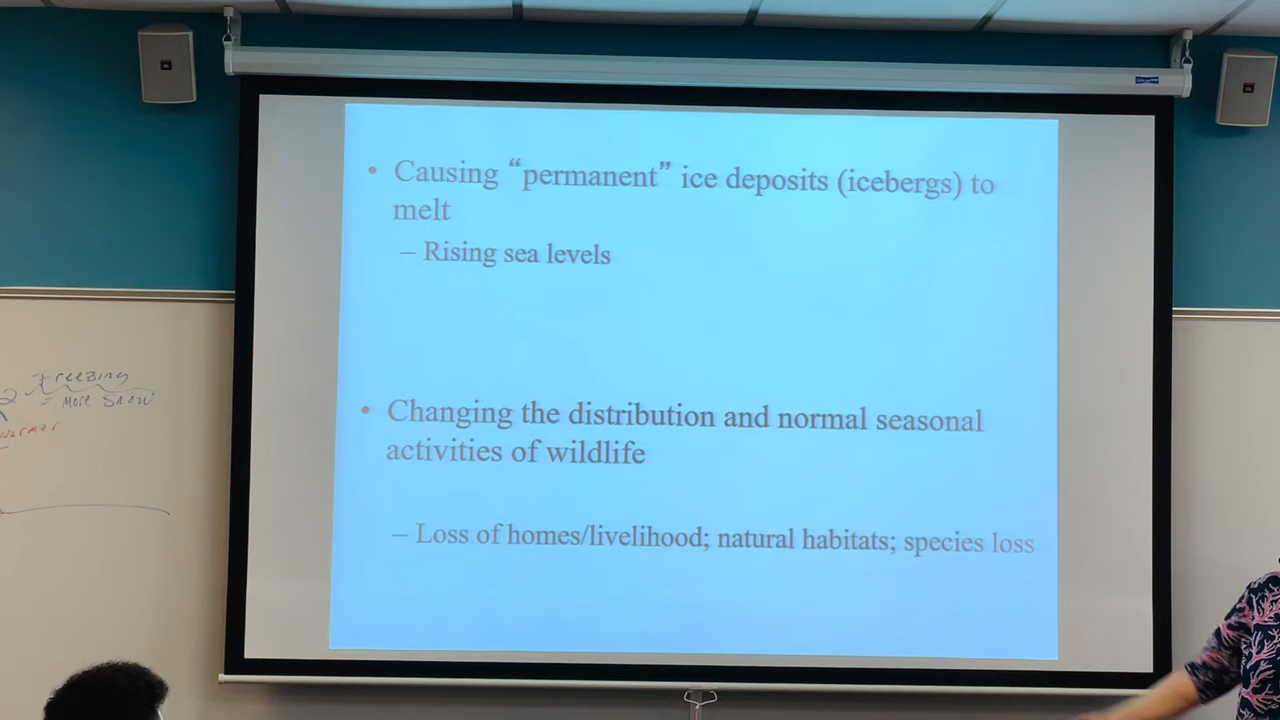 • Causing “permanent” ice deposits (icebergs) to
melt
– Rising sea levels
• Changing the distribution and normal seasonal
activities of wildlife
– Loss of homes/livelihood; natural habitats; species loss
Freezing
= More Snow
warmer